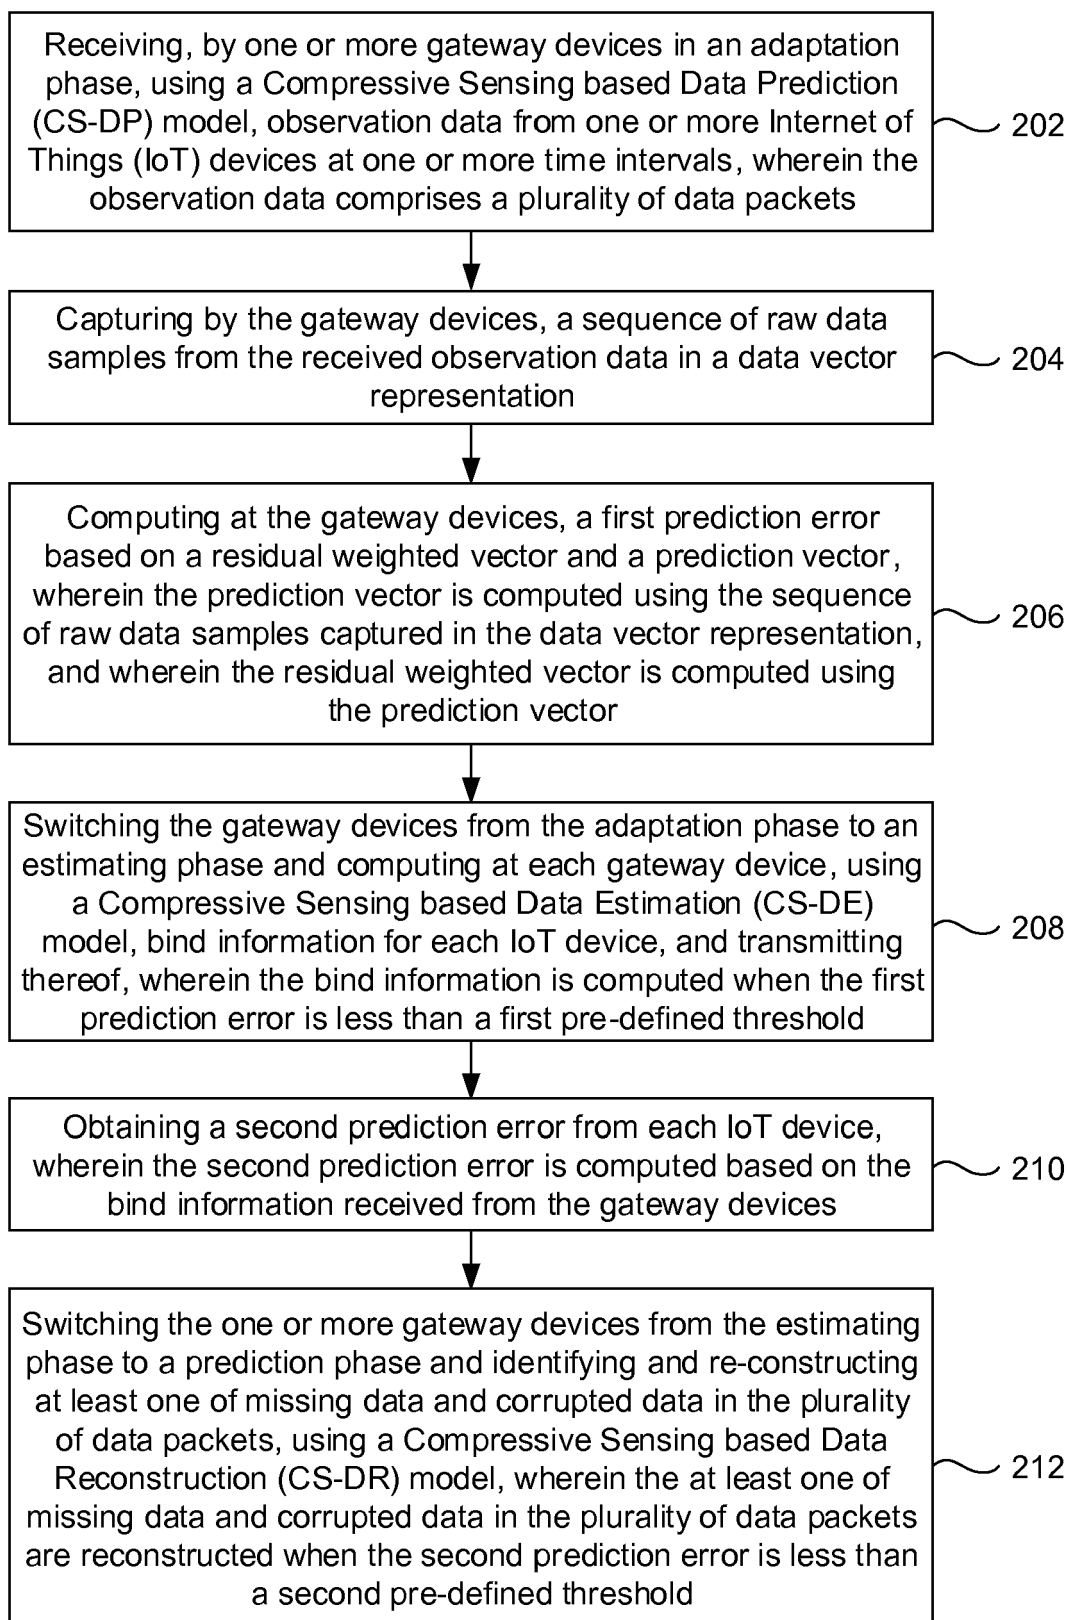 Receiving, by one or more gateway devices in an adaptation
phase, using a Compressive Sensing based Data Prediction
(CS-DP) model, observation data from one or more Internet of
Things (IoT) devices at one or more time intervals, wherein the
observation data comprises a plurality of data packets
202
Capturing by the gateway devices, a sequence of raw data
samples from the received observation data in a data vector
representation
204
Computing at the gateway devices, a first prediction error
based on a residual weighted vector and a prediction vector,
wherein the prediction vector is computed using the sequence
of raw data samples captured in the data vector representation,
and wherein the residual weighted vector is computed using
the prediction vector
206
Switching the gateway devices from the adaptation phase to an
estimating phase and computing at each gateway device, using
a Compressive Sensing based Data Estimation (CS-DE)
model, bind information for each IoT device, and transmitting
thereof, wherein the bind information is computed when the first
prediction error is less than a first pre-defined threshold
208
Obtaining a second prediction error from each IoT device,
wherein the second prediction error is computed based on the
bind information received from the gateway devices
210
Switching the one or more gateway devices from the estimating
phase to a prediction phase and identifying and re-constructing
at least one of missing data and corrupted data in the plurality
of data packets, using a Compressive Sensing based Data
Reconstruction (CS-DR) model, wherein the at least one of
missing data and corrupted data in the plurality of data packets
are reconstructed when the second prediction error is less than
a second pre-defined threshold
212